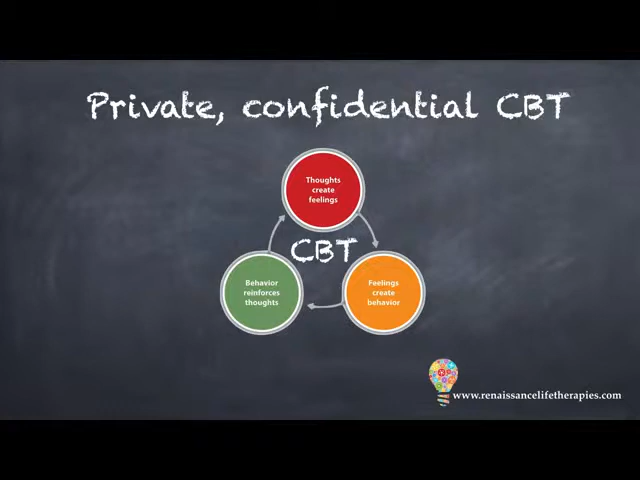 Private, confidential CBT
Thoughts
create
feelings
CBT
Behavior
reinforces
thoughts
Feelings
create
behavior
www.renaissancelifetherapies.com